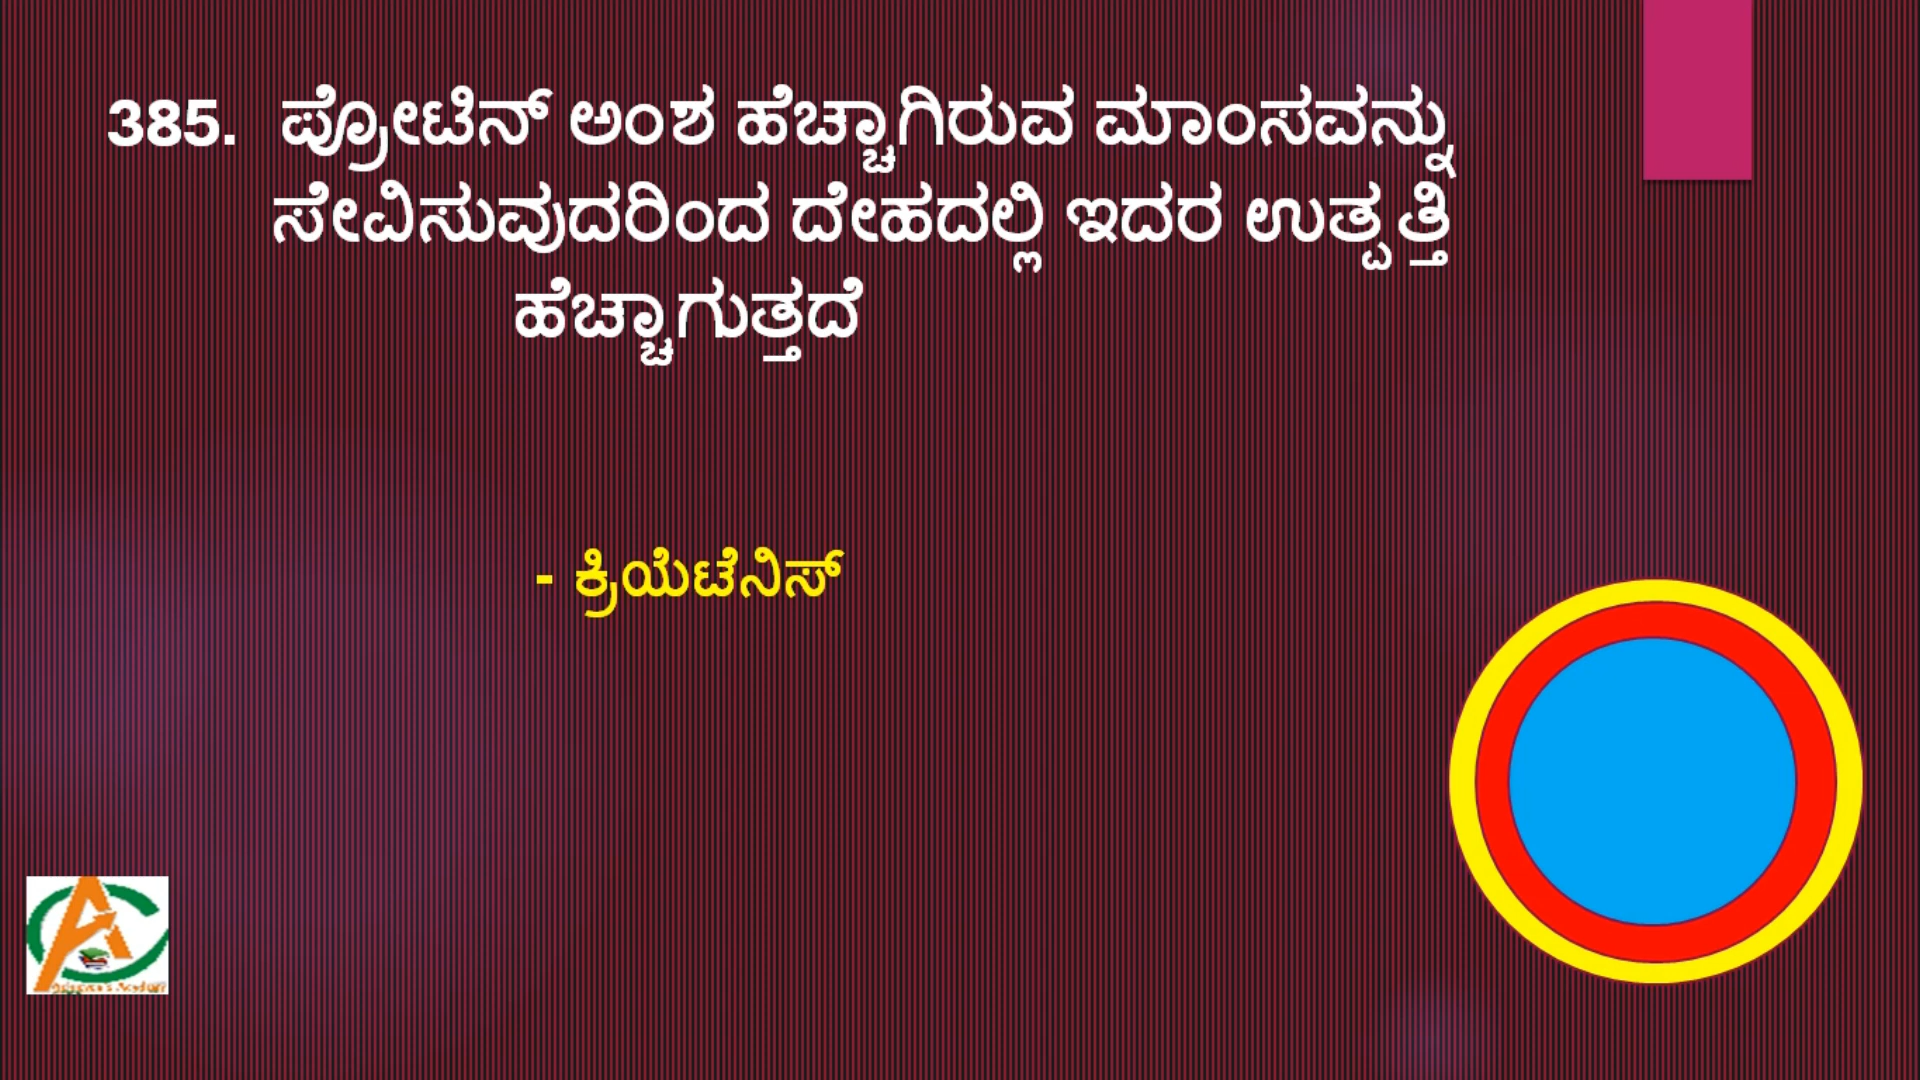 385. ಪ್ರೋಟಿನ್ ಅಂಶ ಹೆಚ್ಚಾಗಿರುವ ಮಾಂಸವನ್ನು
ಸೇವಿಸುವುದರಿಂದ ದೇಹದಲ್ಲಿ ಇದರ ಉತ್ಪತ್ತಿ
ಹೆಚ್ಚಾಗುತ್ತದೆ
- ಕ್ರಿಯೆಟೆನಿಸ್